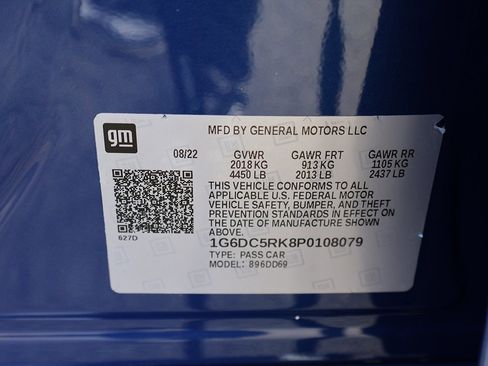 gm
MFD BY GENERAL MOTORS LLC
08/22 GVWR GAWR FRT GAWR RR
2018 KG 913 KG 1105 KG
4450 LB 2013 LB 2437 LB
THIS VEHICLE CONFORMS TO ALL
APPLICABLE U.S. FEDERAL MOTOR
VEHICLE SAFETY, BUMPER, AND THEFT
PREVENTION STANDARDS IN EFFECT ON
THE DATE OF MANUFACTURE SHOWN
ABOVE.
627D
1G6DC5RK8P0108079
TYPE: PASS CAR
MODEL: 896DD69